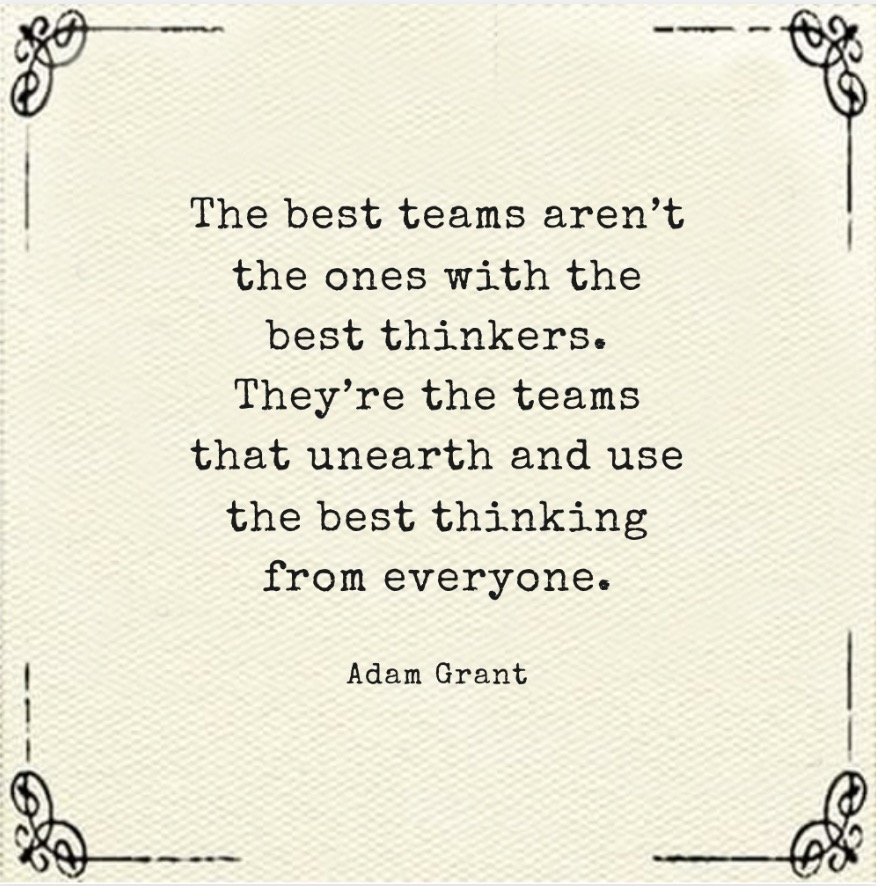 The best teams aren’t
the ones with the
best thinkers.
They’re the teams
that unearth and use
the best thinking
from everyone.
Adam Grant